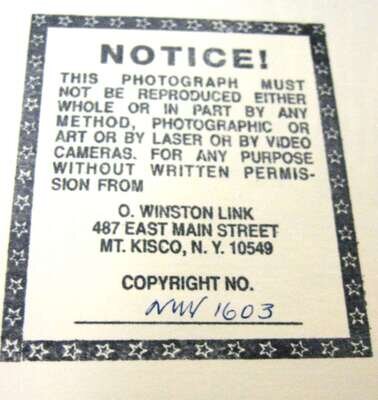 NOTICE!
THIS PHOTOGRAPH MUST
NOT BE REPRODUCED EITHER
WHOLE OR IN PART BY ANY
METHOD, PHOTOGRAPHIC OR
ART OR BY LASER OR BY VIDEO
CAMERAS. FOR ANY PURPOSE
WITHOUT WRITTEN PERMIS-
SION FROM
O. WINSTON LINK
487 EAST MAIN STREET
MT. KISCO, N. Y. 10549
COPYRIGHT NO.
NW 1603